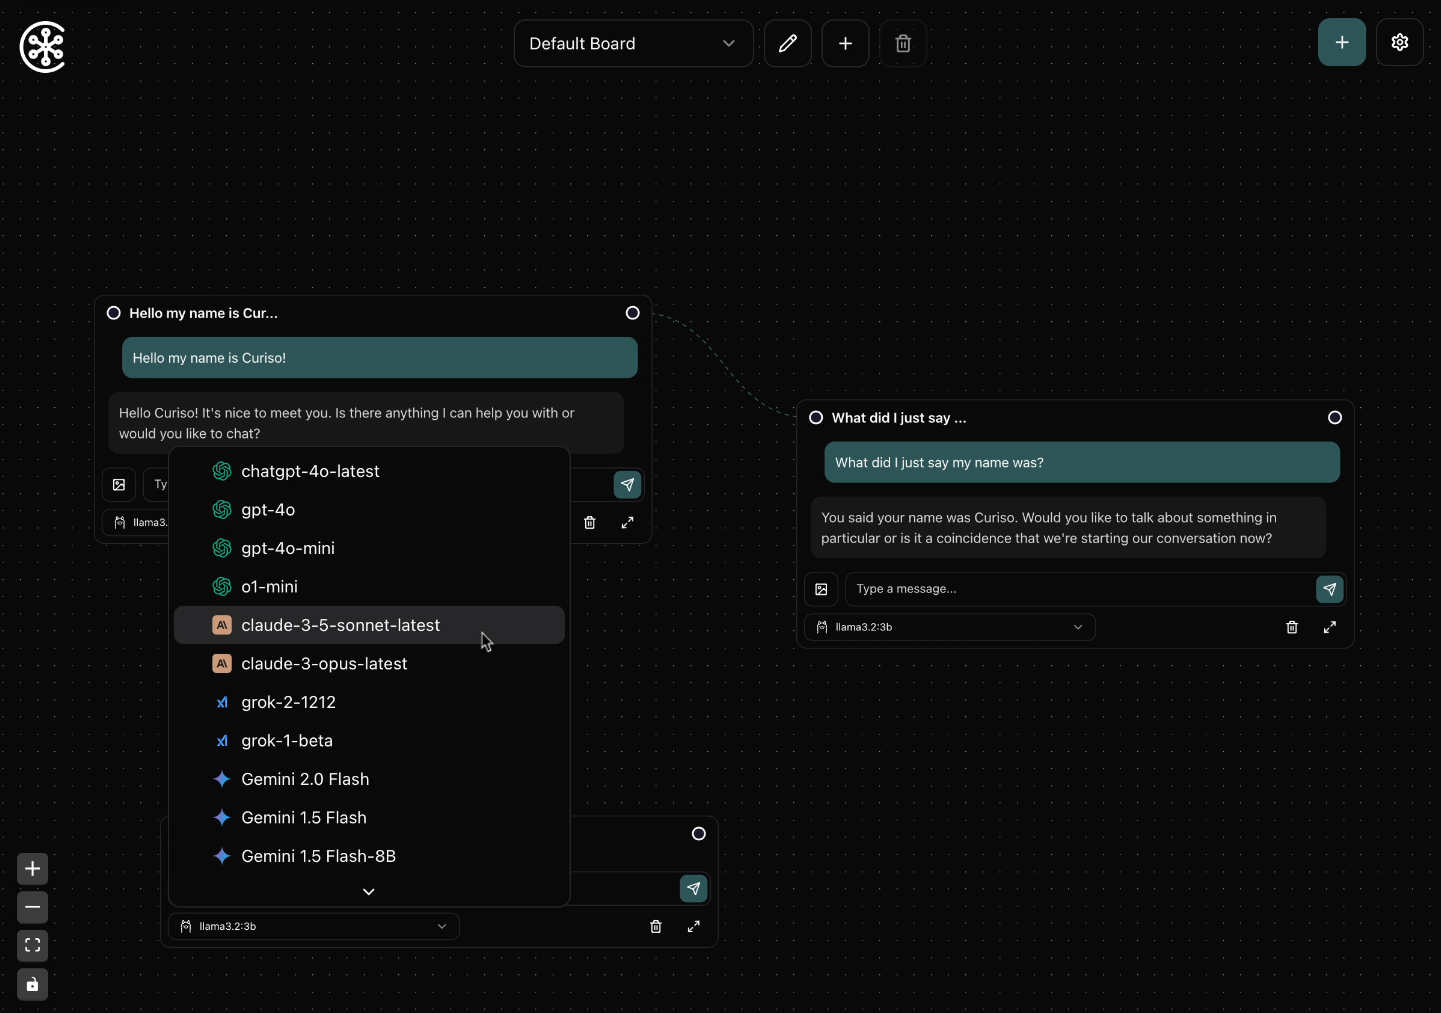 Default Board
Hello my name is Cur...
Hello my name is Curiso!
Hello Curiso! It's nice to meet you. Is there anything I can help you with or
would you like to chat?
Ty
llama3.
chatgpt-4o-latest
gpt-4o
gpt-4o-mini
o1-mini
claude-3-5-sonnet-latest
claude-3-opus-latest
grok-2-1212
grok-1-beta
Gemini 2.0 Flash
Gemini 1.5 Flash
Gemini 1.5 Flash-8B
llama3.2:3b
What did I just say ...
What did I just say my name was?
You said your name was Curiso. Would you like to talk about something in
particular or is it a coincidence that we're starting our conversation now?
Type a message...
llama3.2:3b